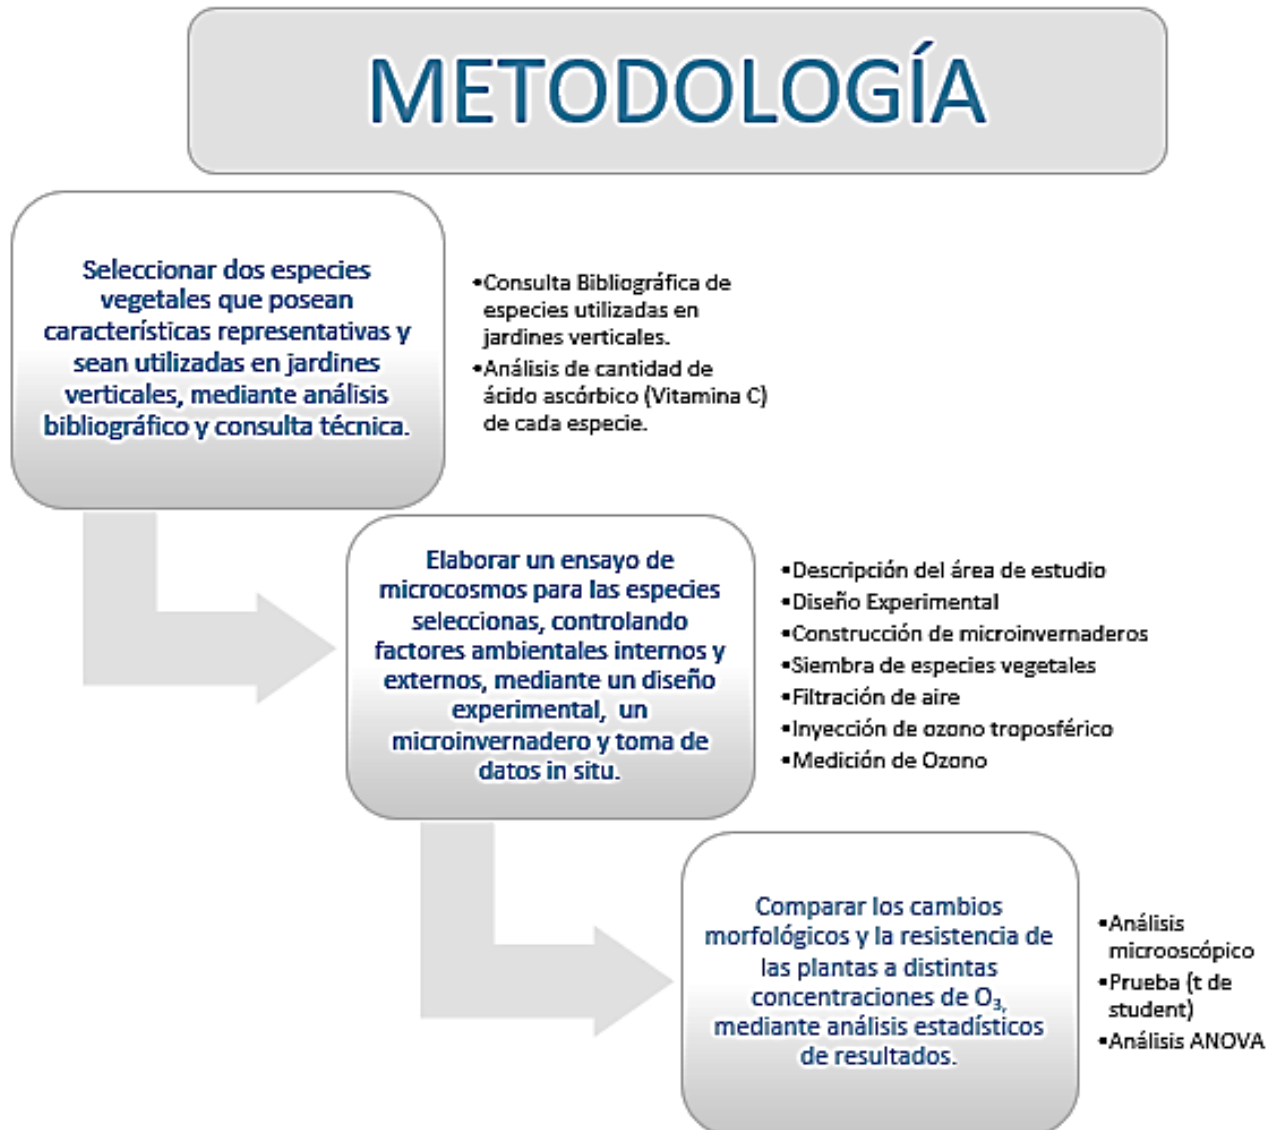 METODOLOGÍA
Seleccionar dos especies
vegetales que posean
características representativas y
sean utilizadas en jardines
verticales, mediante análisis
bibliográfico y consulta técnica.
•Consulta Bibliográfica de
especies utilizadas en
jardines verticales.
•Análisis de cantidad de
ácido ascórbico (Vitamina C)
de cada especie.
Elaborar un ensayo de
microcosmos para las especies
seleccionas, controlando
factores ambientales internos y
externos, mediante un diseño
experimental, un
microinvernadero y toma de
datos in situ.
▪Descripción del área de estudio
▪Diseño Experimental
▪Construcción de microinvernaderos
▪Siembra de especies vegetales
▪Filtración de aire
▪Inyección de ozono troposférico
▪Medición de Ozono
Comparar los cambios
morfológicos y la resistencia de
las plantas a distintas
concentraciones de O₃,
mediante análisis estadísticos
de resultados.
•Análisis
microoscópico
•Prueba (t de
student)
•Análisis ANOVA